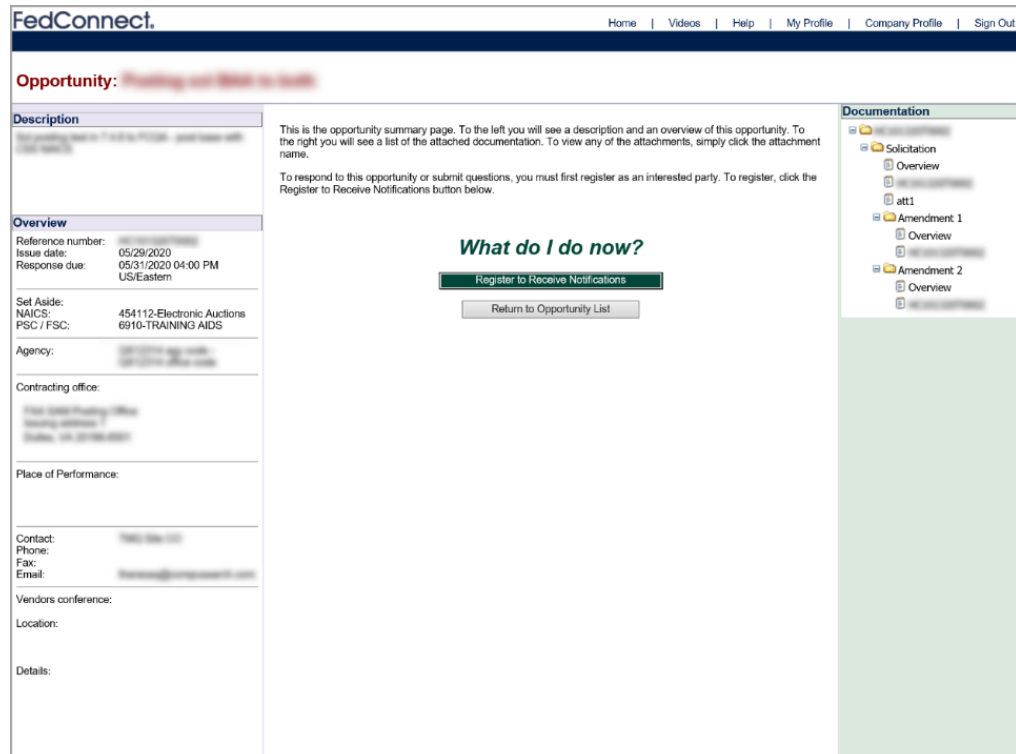 FedConnect.
Home | Videos | Help | My Profile | Company Profile | Sign Out
Opportunity:
Description
Overview
Reference number:
Issue date: 05/29/2020
Response due: 05/31/2020 04:00 PM
US/Eastern
Set Aside:
NAICS: 454112-Electronic Auctions
PSC / FSC: 6910-TRAINING AIDS
Agency:
Contracting office:
Place of Performance:
Contact:
Phone:
Fax:
Email:
Vendors conference:
Location:
Details:
This is the opportunity summary page. To the left you will see a description and an overview of this opportunity. To
the right you will see a list of the attached documentation. To view any of the attachments, simply click the attachment
name.
To respond to this opportunity or submit questions, you must first register as an interested party. To register, click the
Register to Receive Notifications button below.
What do I do now?
Register to Receive Notifications
Return to Opportunity List
Documentation
Solicitation
Overview
att1
Amendment 1
Overview
Amendment 2
Overview